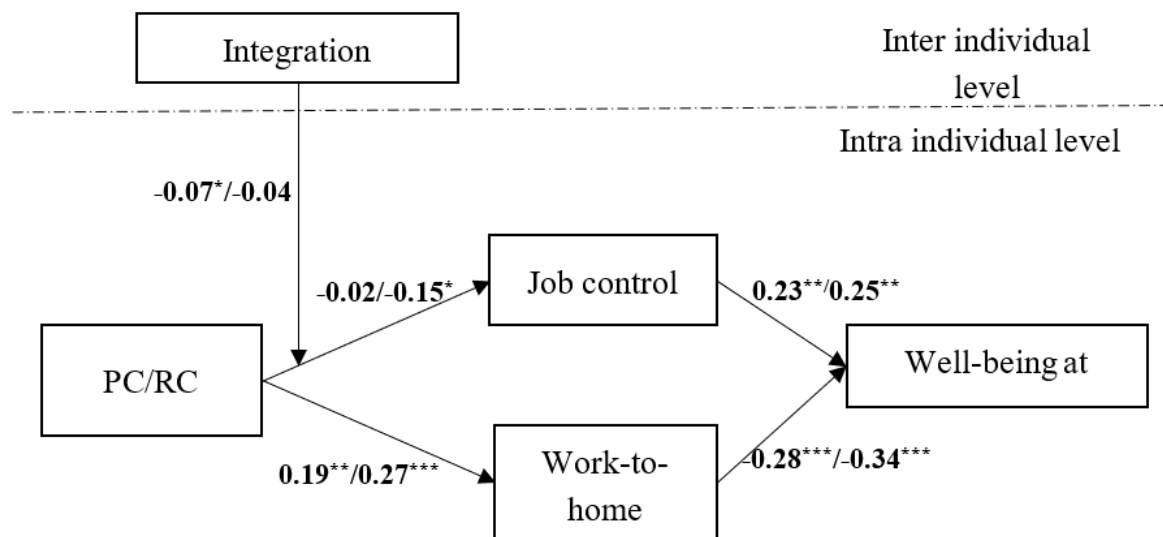 Integration
Inter individual
level
Intra individual level
-0.07*/-0.04
-0.02/-0.15*
Job control
0.23**/0.25**
PC/RC
Well-being at
0.19**/0.27***
Work-to-
home
-0.28***/-0.34***